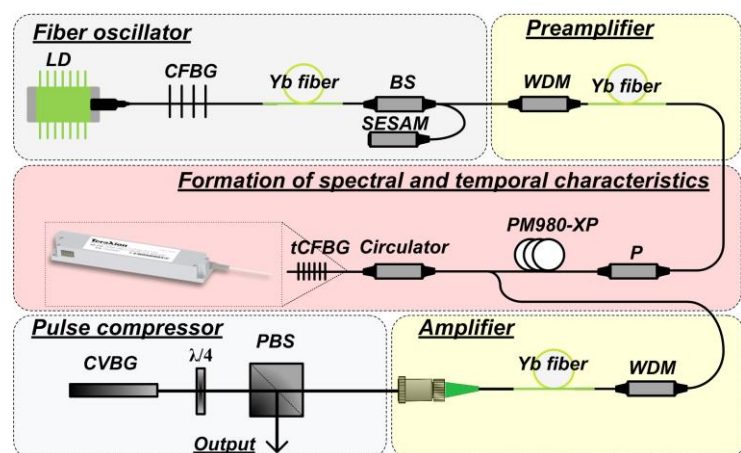 Fiber oscillator
Preamplifier
LD
CFBG
Yb fiber
BS
WDM
Yb fiber
SESAM
Formation of spectral and temporal characteristics
TeraXion
PM980-XP
tCFBG
Circulator
P
Pulse compressor
Amplifier
PBS
λ/4
CVBG
Yb fiber
WDM
Output